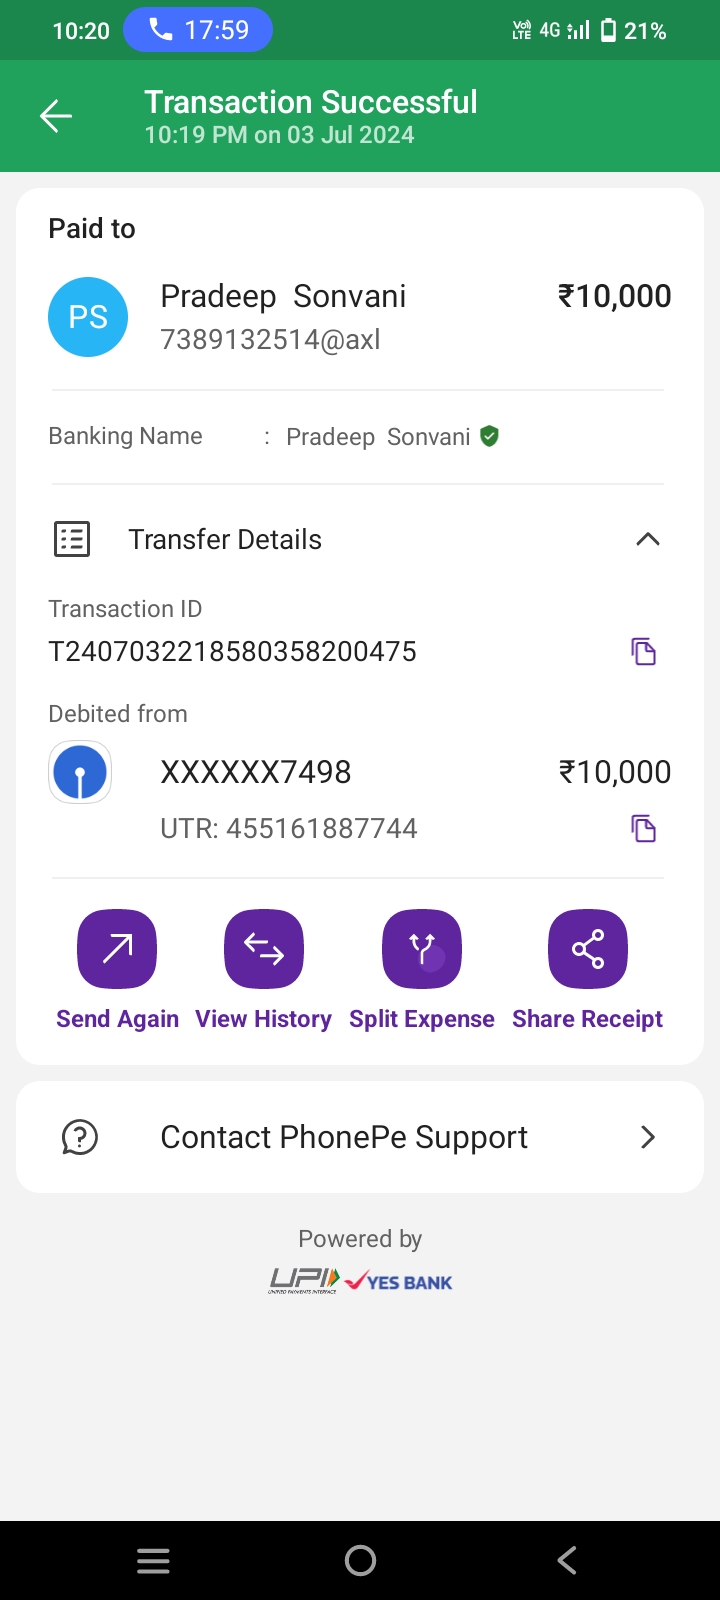 10:20 17:59 VoLTE 4G 21%
Transaction Successful
10:19 PM on 03 Jul 2024
Paid to
PS
Pradeep Sonvani ₹10,000
7389132514@axl
Banking Name : Pradeep Sonvani
Transfer Details
Transaction ID
T2407032218580358200475
Debited from
XXXXXX7498 ₹10,000
UTR: 455161887744
Send Again View History Split Expense Share Receipt
Contact PhonePe Support
Powered by
UPI YES BANK
UNIFIED PAYMENTS INTERFACE